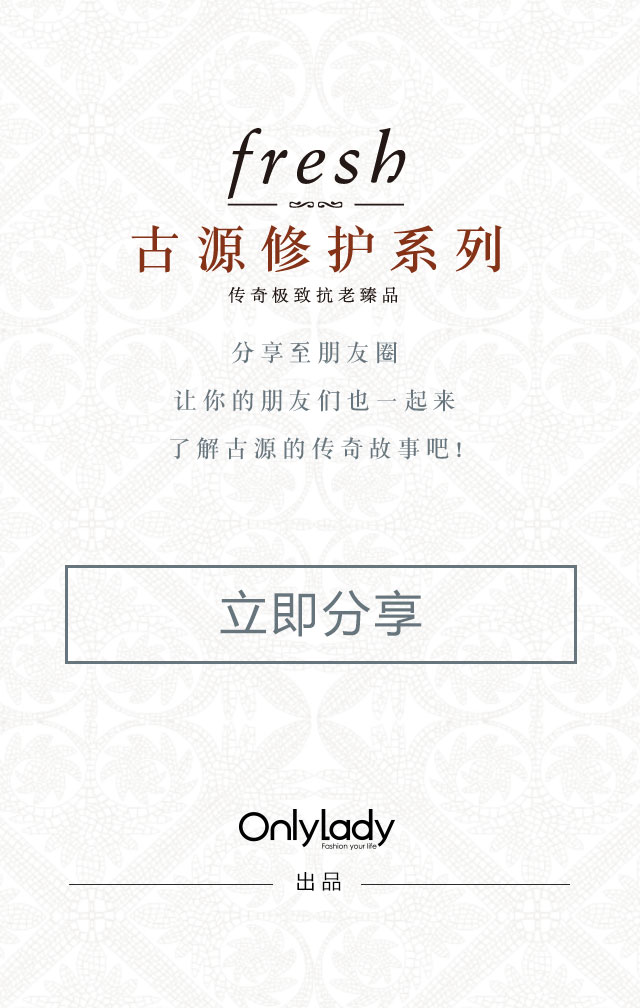 fresh
古源修护系列
传奇极致抗老臻品
分享至朋友圈
让你的朋友们也一起来
了解古源的传奇故事吧!
立即分享
Onlylady
Fashion your life
出品